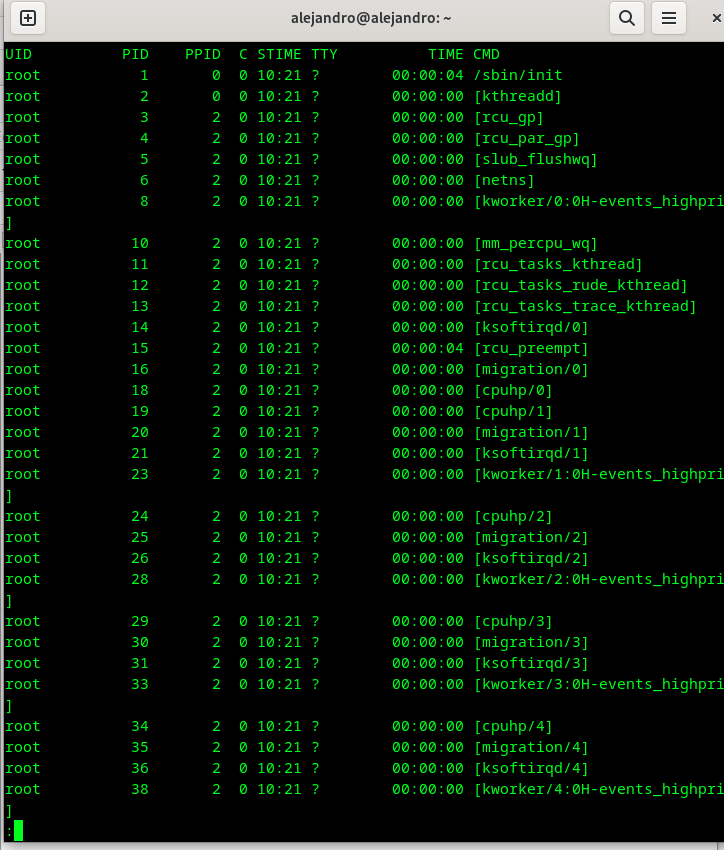 alejandro@alejandro: ~
UID          PID    PPID  C STIME TTY          TIME CMD
root           1       0  0 10:21 ?        00:00:04 /sbin/init
root           2       0  0 10:21 ?        00:00:00 [kthreadd]
root           3       2  0 10:21 ?        00:00:00 [rcu_gp]
root           4       2  0 10:21 ?        00:00:00 [rcu_par_gp]
root           5       2  0 10:21 ?        00:00:00 [slub_flushwq]
root           6       2  0 10:21 ?        00:00:00 [netns]
root           8       2  0 10:21 ?        00:00:00 [kworker/0:0H-events_highpri
]
root          10       2  0 10:21 ?        00:00:00 [mm_percpu_wq]
root          11       2  0 10:21 ?        00:00:00 [rcu_tasks_kthread]
root          12       2  0 10:21 ?        00:00:00 [rcu_tasks_rude_kthread]
root          13       2  0 10:21 ?        00:00:00 [rcu_tasks_trace_kthread]
root          14       2  0 10:21 ?        00:00:00 [ksoftirqd/0]
root          15       2  0 10:21 ?        00:00:04 [rcu_preempt]
root          16       2  0 10:21 ?        00:00:00 [migration/0]
root          18       2  0 10:21 ?        00:00:00 [cpuhp/0]
root          19       2  0 10:21 ?        00:00:00 [cpuhp/1]
root          20       2  0 10:21 ?        00:00:00 [migration/1]
root          21       2  0 10:21 ?        00:00:00 [ksoftirqd/1]
root          23       2  0 10:21 ?        00:00:00 [kworker/1:0H-events_highpri
]
root          24       2  0 10:21 ?        00:00:00 [cpuhp/2]
root          25       2  0 10:21 ?        00:00:00 [migration/2]
root          26       2  0 10:21 ?        00:00:00 [ksoftirqd/2]
root          28       2  0 10:21 ?        00:00:00 [kworker/2:0H-events_highpri
]
root          29       2  0 10:21 ?        00:00:00 [cpuhp/3]
root          30       2  0 10:21 ?        00:00:00 [migration/3]
root          31       2  0 10:21 ?        00:00:00 [ksoftirqd/3]
root          33       2  0 10:21 ?        00:00:00 [kworker/3:0H-events_highpri
]
root          34       2  0 10:21 ?        00:00:00 [cpuhp/4]
root          35       2  0 10:21 ?        00:00:00 [migration/4]
root          36       2  0 10:21 ?        00:00:00 [ksoftirqd/4]
root          38       2  0 10:21 ?        00:00:00 [kworker/4:0H-events_highpri
]
: